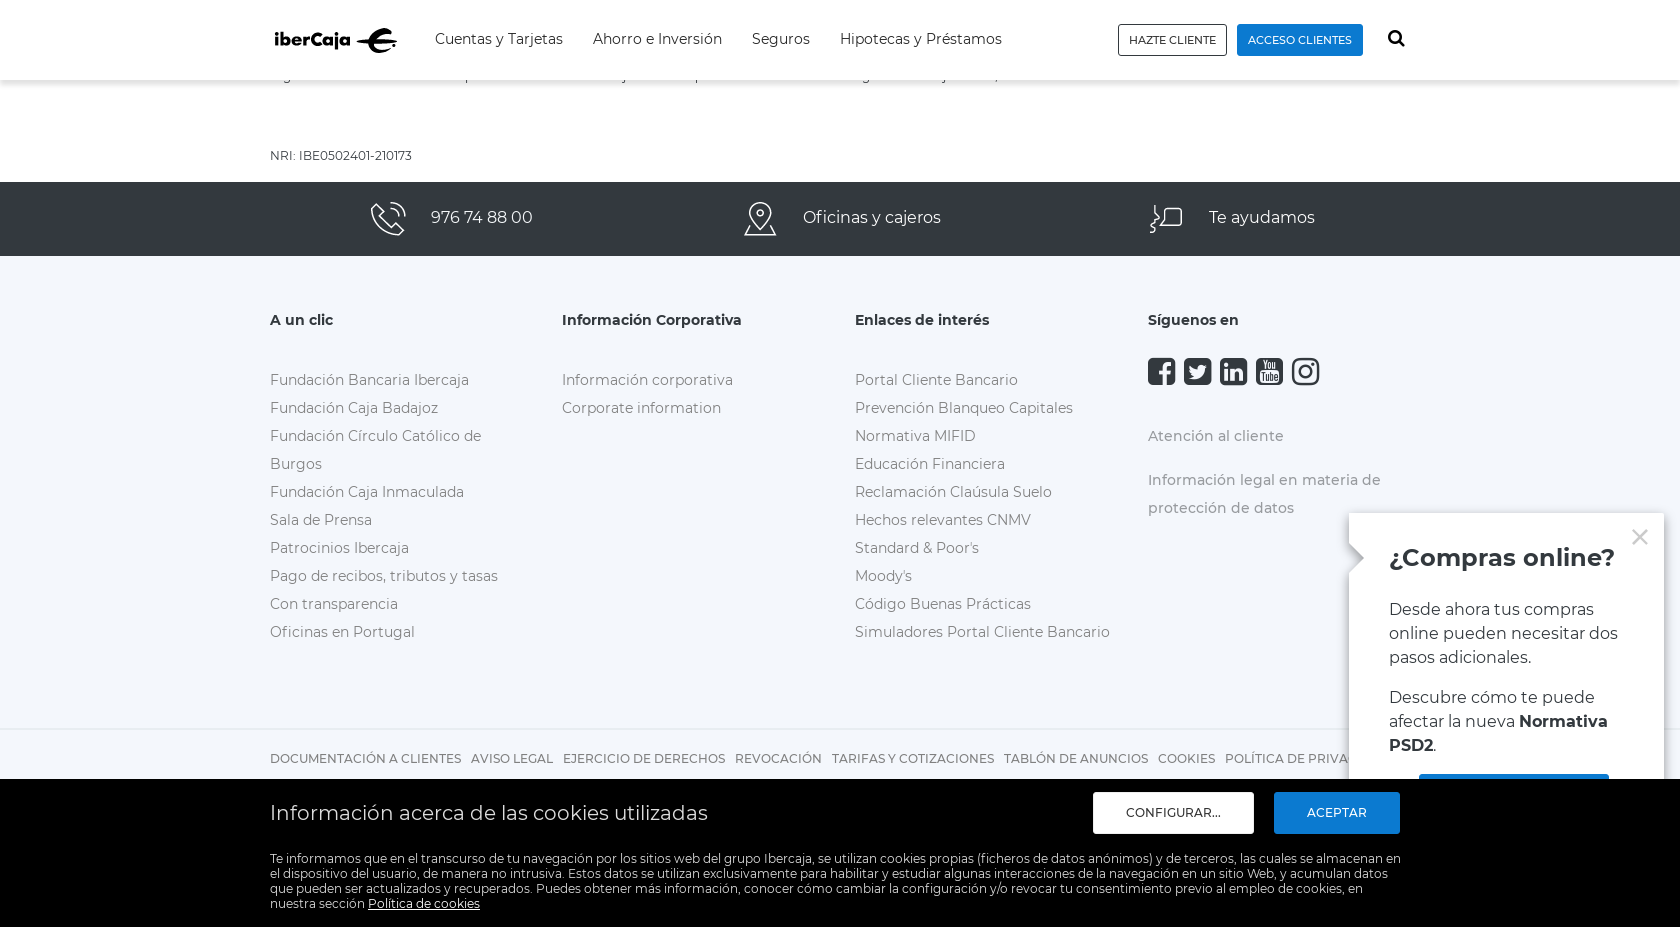 iberCaja
Cuentas y Tarjetas
Ahorro e Inversión
Seguros
Hipotecas y Préstamos
HAZTE CLIENTE
ACCESO CLIENTES
NRI: IBE0502401-210173
976 74 88 00
Oficinas y cajeros
Te ayudamos
A un clic
Fundación Bancaria Ibercaja
Fundación Caja Badajoz
Fundación Círculo Católico de
Burgos
Fundación Caja Inmaculada
Sala de Prensa
Patrocinios Ibercaja
Pago de recibos, tributos y tasas
Con transparencia
Oficinas en Portugal
Información Corporativa
Información corporativa
Corporate information
Enlaces de interés
Portal Cliente Bancario
Prevención Blanqueo Capitales
Normativa MIFID
Educación Financiera
Reclamación Claúsula Suelo
Hechos relevantes CNMV
Standard & Poor's
Moody's
Código Buenas Prácticas
Simuladores Portal Cliente Bancario
Síguenos en
You
Tube
Atención al cliente
Información legal en materia de
protección de datos
¿Compras online?
Desde ahora tus compras
online pueden necesitar dos
pasos adicionales.
Descubre cómo te puede
afectar la nueva Normativa
PSD2.
DOCUMENTACIÓN A CLIENTES
AVISO LEGAL
EJERCICIO DE DERECHOS
REVOCACIÓN
TARIFAS Y COTIZACIONES
TABLÓN DE ANUNCIOS
COOKIES
POLÍTICA DE
Información acerca de las cookies utilizadas
CONFIGURAR...
ACEPTAR
Te informamos que en el transcurso de tu navegación por los sitios web del grupo Ibercaja, se utilizan cookies propias (ficheros de datos anónimos) y de terceros, las cuales se almacenan en
el dispositivo del usuario, de manera no intrusiva. Estos datos se utilizan exclusivamente para habilitar y estudiar algunas interacciones de la navegación en un sitio Web, y acumulan datos
que pueden ser actualizados y recuperados. Puedes obtener más información, conocer cómo cambiar la configuración y/o revocar tu consentimiento previo al empleo de cookies, en
nuestra sección Política de cookies